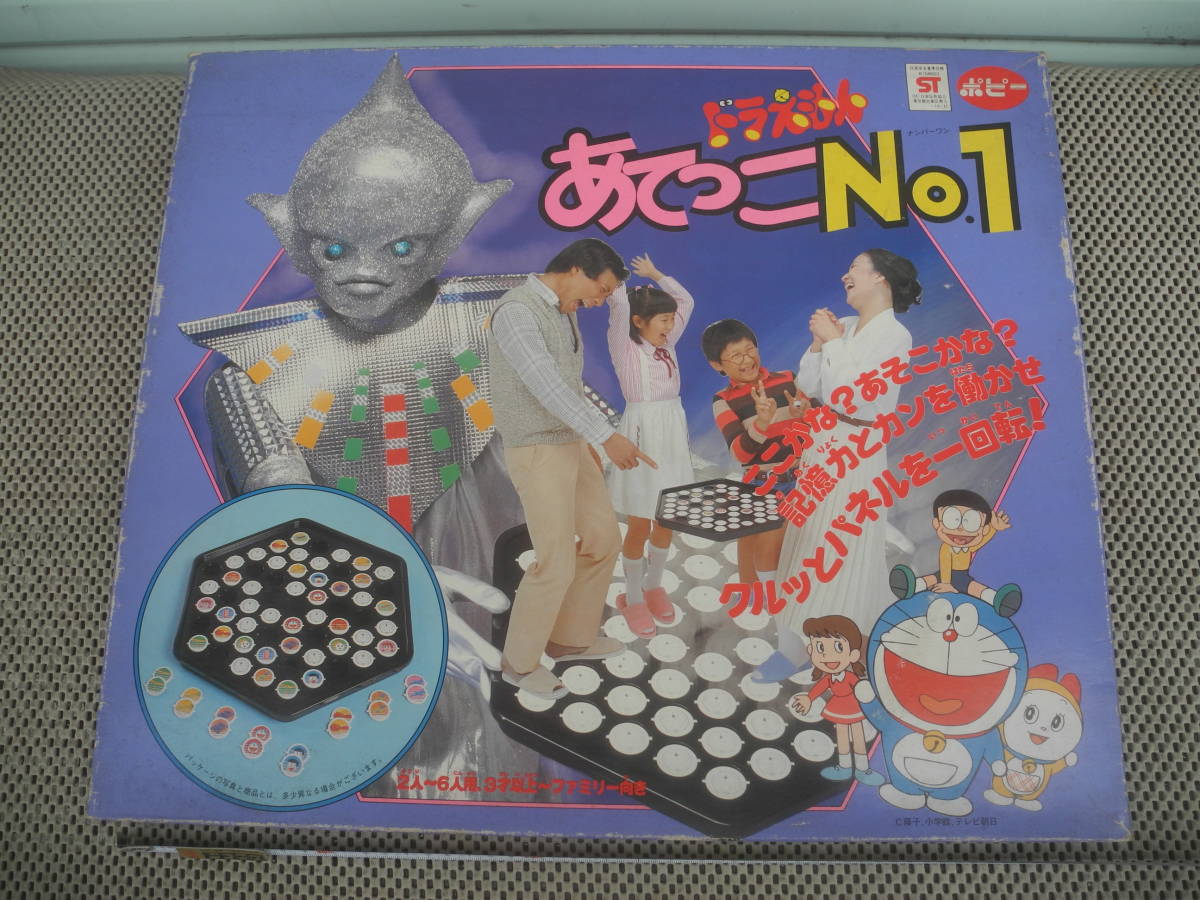 ST
ポピー
ドラえもん
ナンバーワン
あてっこNo.1
ここかな?あそこかな?
記憶力とカンを働かせ
クルッとパネルを一回転!
2人〜6人用、3才以上〜ファミリー向き
パッケージの写真と商品とは、多少異なる場合がございます。
©藤子、小学館、テレビ朝日